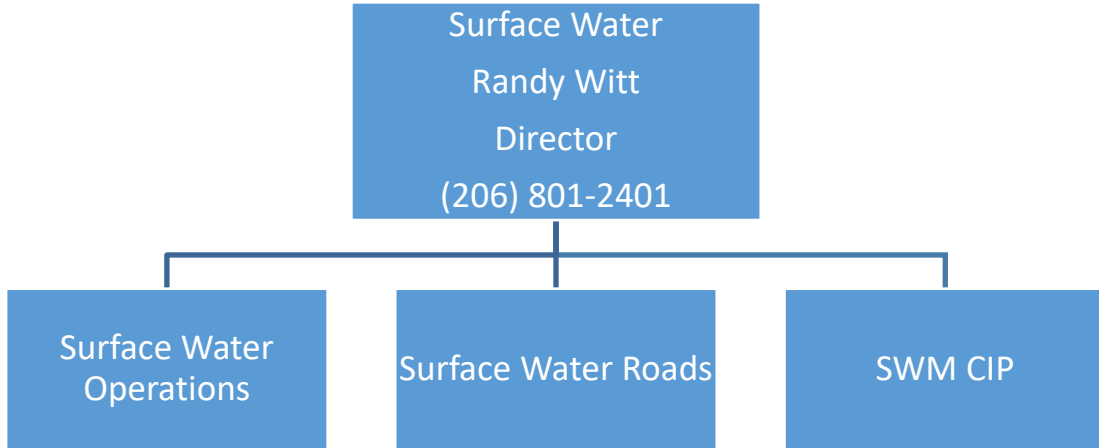 Surface Water
Randy Witt
Director
(206) 801-2401
Surface Water
Operations
Surface Water Roads
SWM CIP